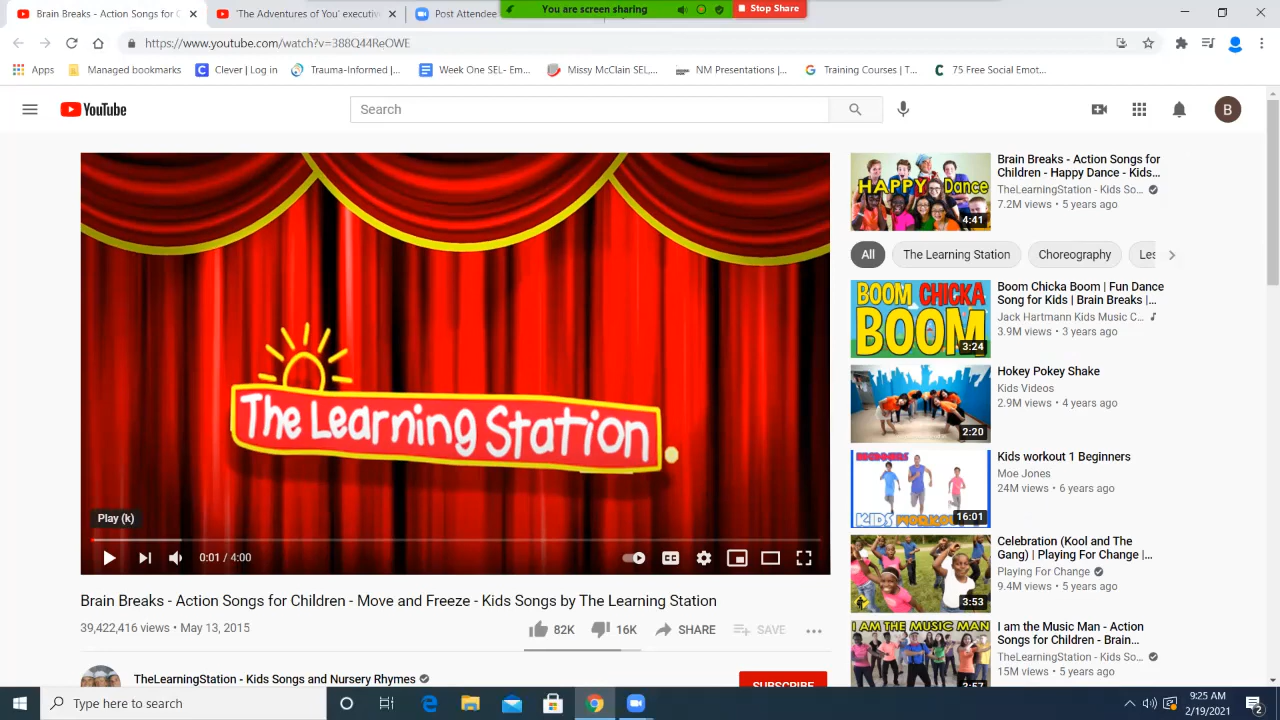 Brain Breaks - Action Songs for C
'The Adventures of You' executive
Post Attendee
You are screen sharing
Stop Share
https://www.youtube.com/watch?v=388Q44ReOWE
Apps
Managed bookmarks
Clever | Log in
Trauma-Informed |...
Week One SEL- Em...
Missy McClain SEL,...
NM Presentations |...
Training Courses | T...
75 Free Social Emot...
YouTube
Search
B
The Learning Station
Play (k)
0:01 / 4:00
Brain Breaks - Action Songs for Children - Move and Freeze - Kids Songs by The Learning Station
39,422,416 views • May 13, 2015
82K
16K
SHARE
SAVE
TheLearningStation - Kids Songs and Nursery Rhymes
SUBSCRIBE
HAPPY Dance
4:41
Brain Breaks - Action Songs for
Children - Happy Dance - Kids...
TheLearningStation - Kids So...
7.2M views • 5 years ago
All
The Learning Station
Choreography
Les
BOOM CHICKA
BOOM
3:24
Boom Chicka Boom | Fun Dance
Song for Kids | Brain Breaks |...
Jack Hartmann Kids Music C...
3.9M views • 3 years ago
2:20
Hokey Pokey Shake
Kids Videos
2.9M views • 4 years ago
BEGINNERS
KIDS WORKOU
16:01
Kids workout 1 Beginners
Moe Jones
24M views • 6 years ago
3:53
Celebration (Kool and The
Gang) | Playing For Change |...
Playing For Change
9.4M views • 5 years ago
I AM THE MUSIC MAN
3:57
I am the Music Man - Action
Songs for Children - Brain...
TheLearningStation - Kids So...
15M views • 5 years ago
Type here to search
9:25 AM
2/19/2021
2